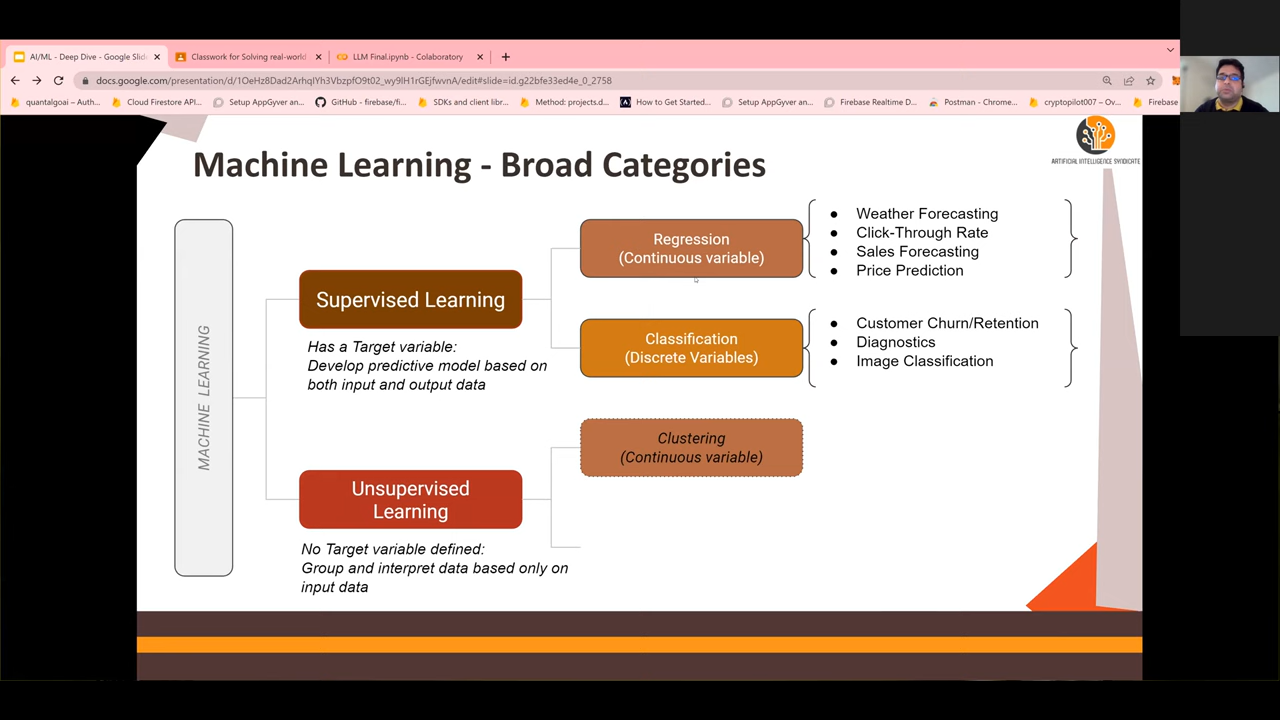 AI/ML - Deep Dive - Google Slid
Classwork for Solving real-world
LLM Final.ipynb - Colaboratory
docs.google.com/presentation/d/1OeHz8Dad2ArhqIYh3VbzpfO9t02_wy9lH1rGEjfwvnA/edit#slide=id.g22bfe33ed4e_0_2758
quantalgoai – Auth...
Cloud Firestore API...
Setup AppGyver an...
GitHub - firebase/fi...
SDKs and client libr...
Method: projects.d...
How to Get Started...
Setup AppGyver an...
Firebase Realtime D...
Postman - Chrome...
cryptopilot007 – Ov...
Firebase
ARTIFICIAL INTELLIGENCE SYNDICATE
Machine Learning - Broad Categories
MACHINE LEARNING
Supervised Learning
Has a Target variable:
Develop predictive model based on
both input and output data
Regression
(Continuous variable)
● Weather Forecasting
● Click-Through Rate
● Sales Forecasting
● Price Prediction
Classification
(Discrete Variables)
● Customer Churn/Retention
● Diagnostics
● Image Classification
Unsupervised
Learning
No Target variable defined:
Group and interpret data based only on
input data
Clustering
(Continuous variable)